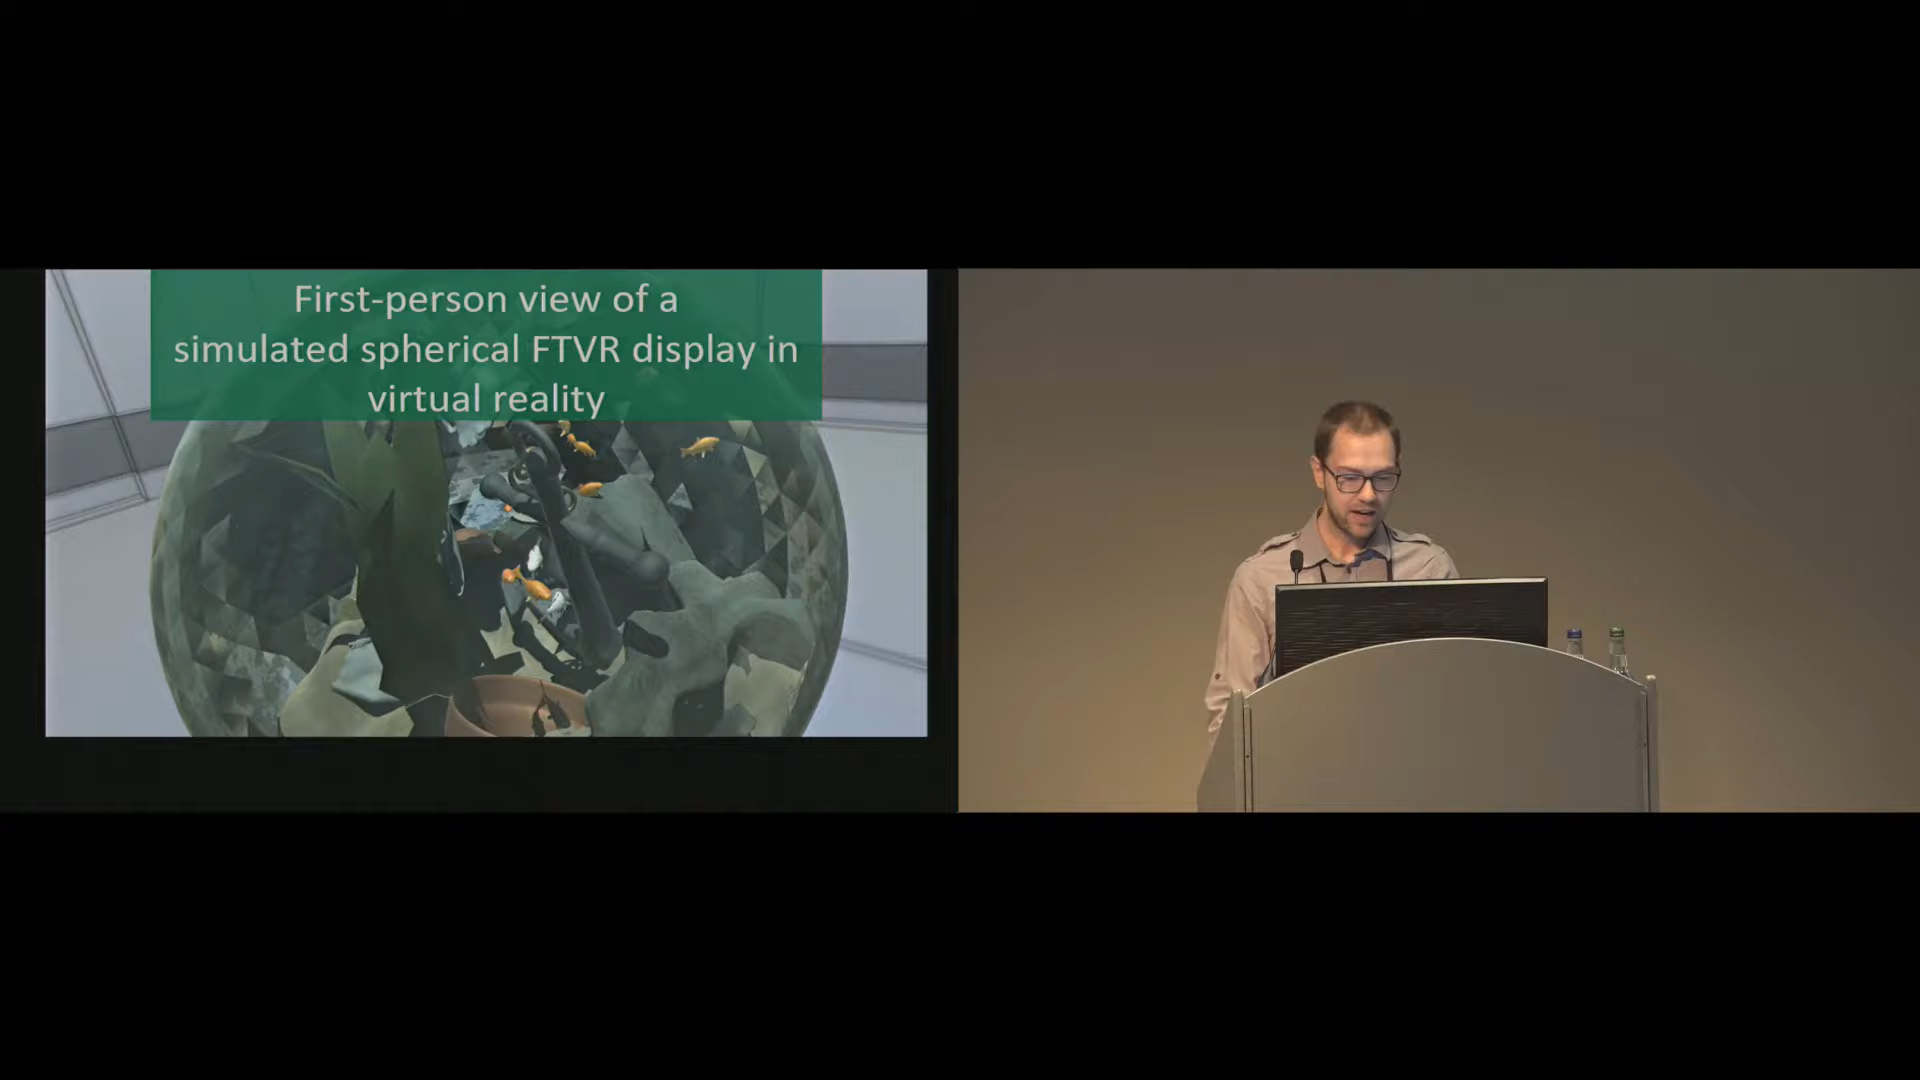 First-person view of a
simulated spherical FTVR display in
virtual reality